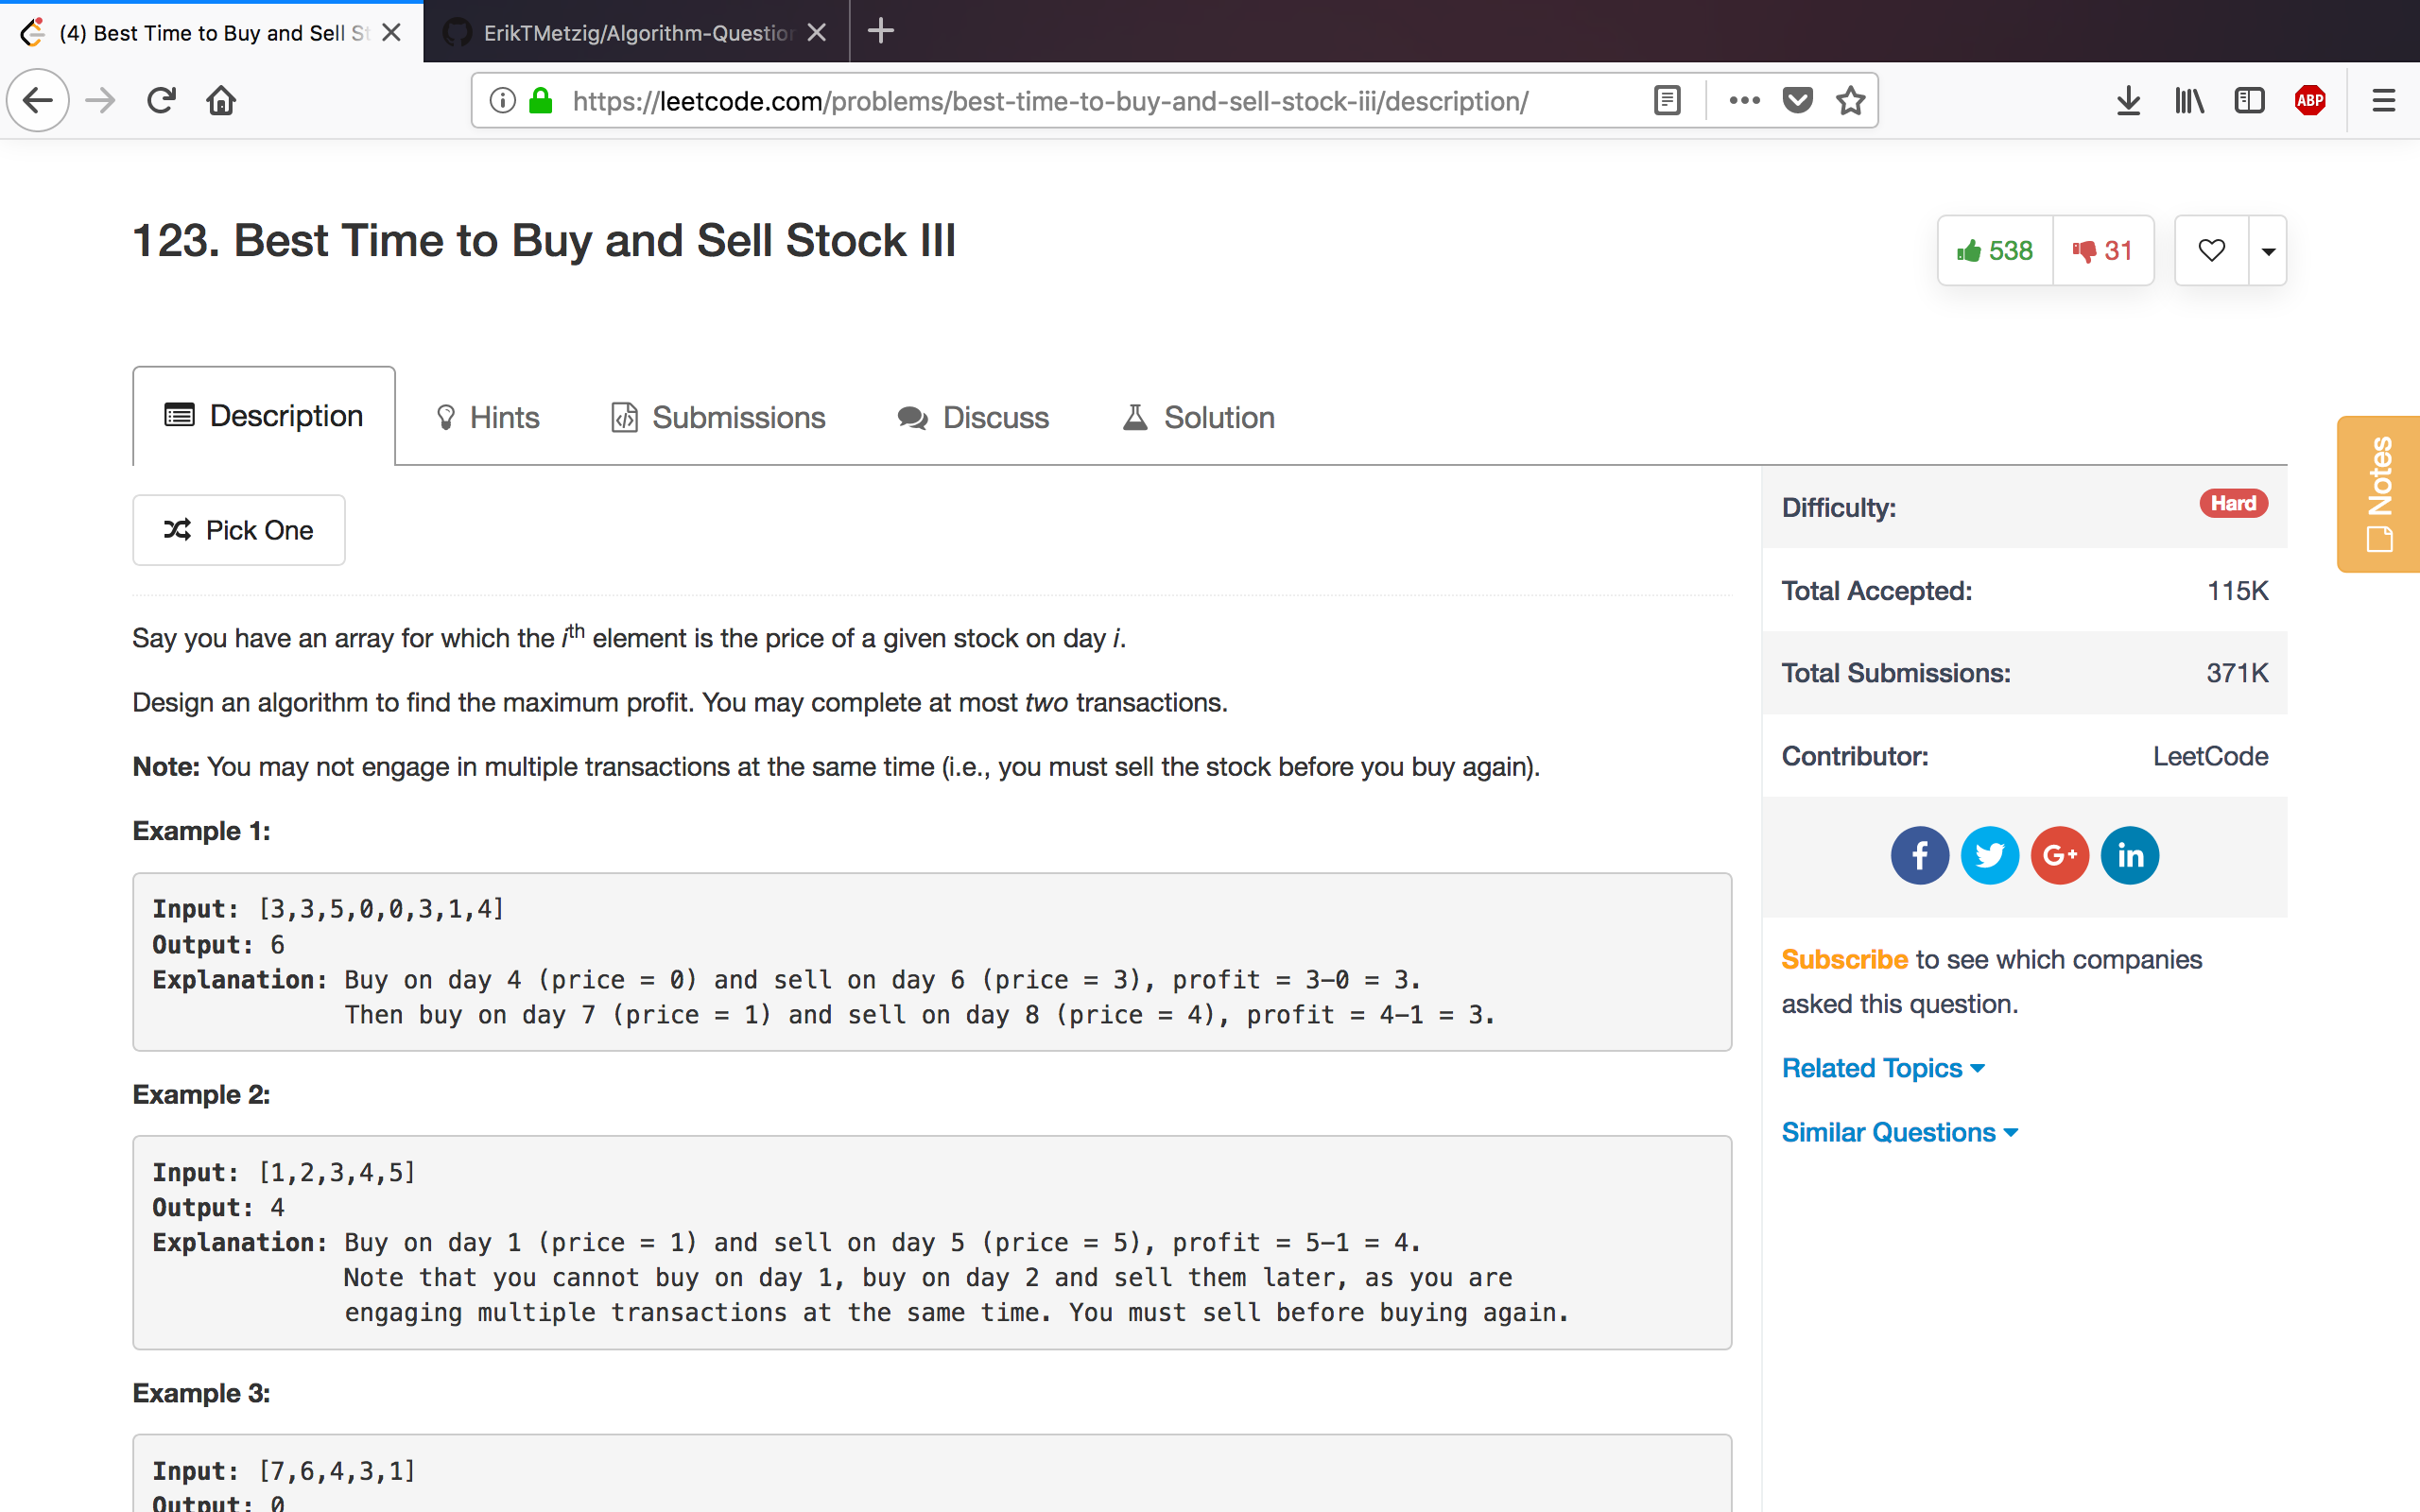 (4) Best Time to Buy and Sell St
ErikTMetzig/Algorithm-Question
https://leetcode.com/problems/best-time-to-buy-and-sell-stock-iii/description/
ABP
123. Best Time to Buy and Sell Stock III
538
31
Description
Hints
Submissions
Discuss
Solution
Notes
Pick One
Say you have an array for which the ith element is the price of a given stock on day i.
Design an algorithm to find the maximum profit. You may complete at most two transactions.
Note: You may not engage in multiple transactions at the same time (i.e., you must sell the stock before you buy again).
Example 1:
Input: [3,3,5,0,0,3,1,4]
Output: 6
Explanation: Buy on day 4 (price = 0) and sell on day 6 (price = 3), profit = 3-0 = 3.
Then buy on day 7 (price = 1) and sell on day 8 (price = 4), profit = 4-1 = 3.
Example 2:
Input: [1,2,3,4,5]
Output: 4
Explanation: Buy on day 1 (price = 1) and sell on day 5 (price = 5), profit = 5-1 = 4.
Note that you cannot buy on day 1, buy on day 2 and sell them later, as you are
engaging multiple transactions at the same time. You must sell before buying again.
Example 3:
Input: [7,6,4,3,1]
Output: 0
Difficulty: Hard
Total Accepted: 115K
Total Submissions: 371K
Contributor: LeetCode
f G+ in
Subscribe to see which companies
asked this question.
Related Topics
Similar Questions